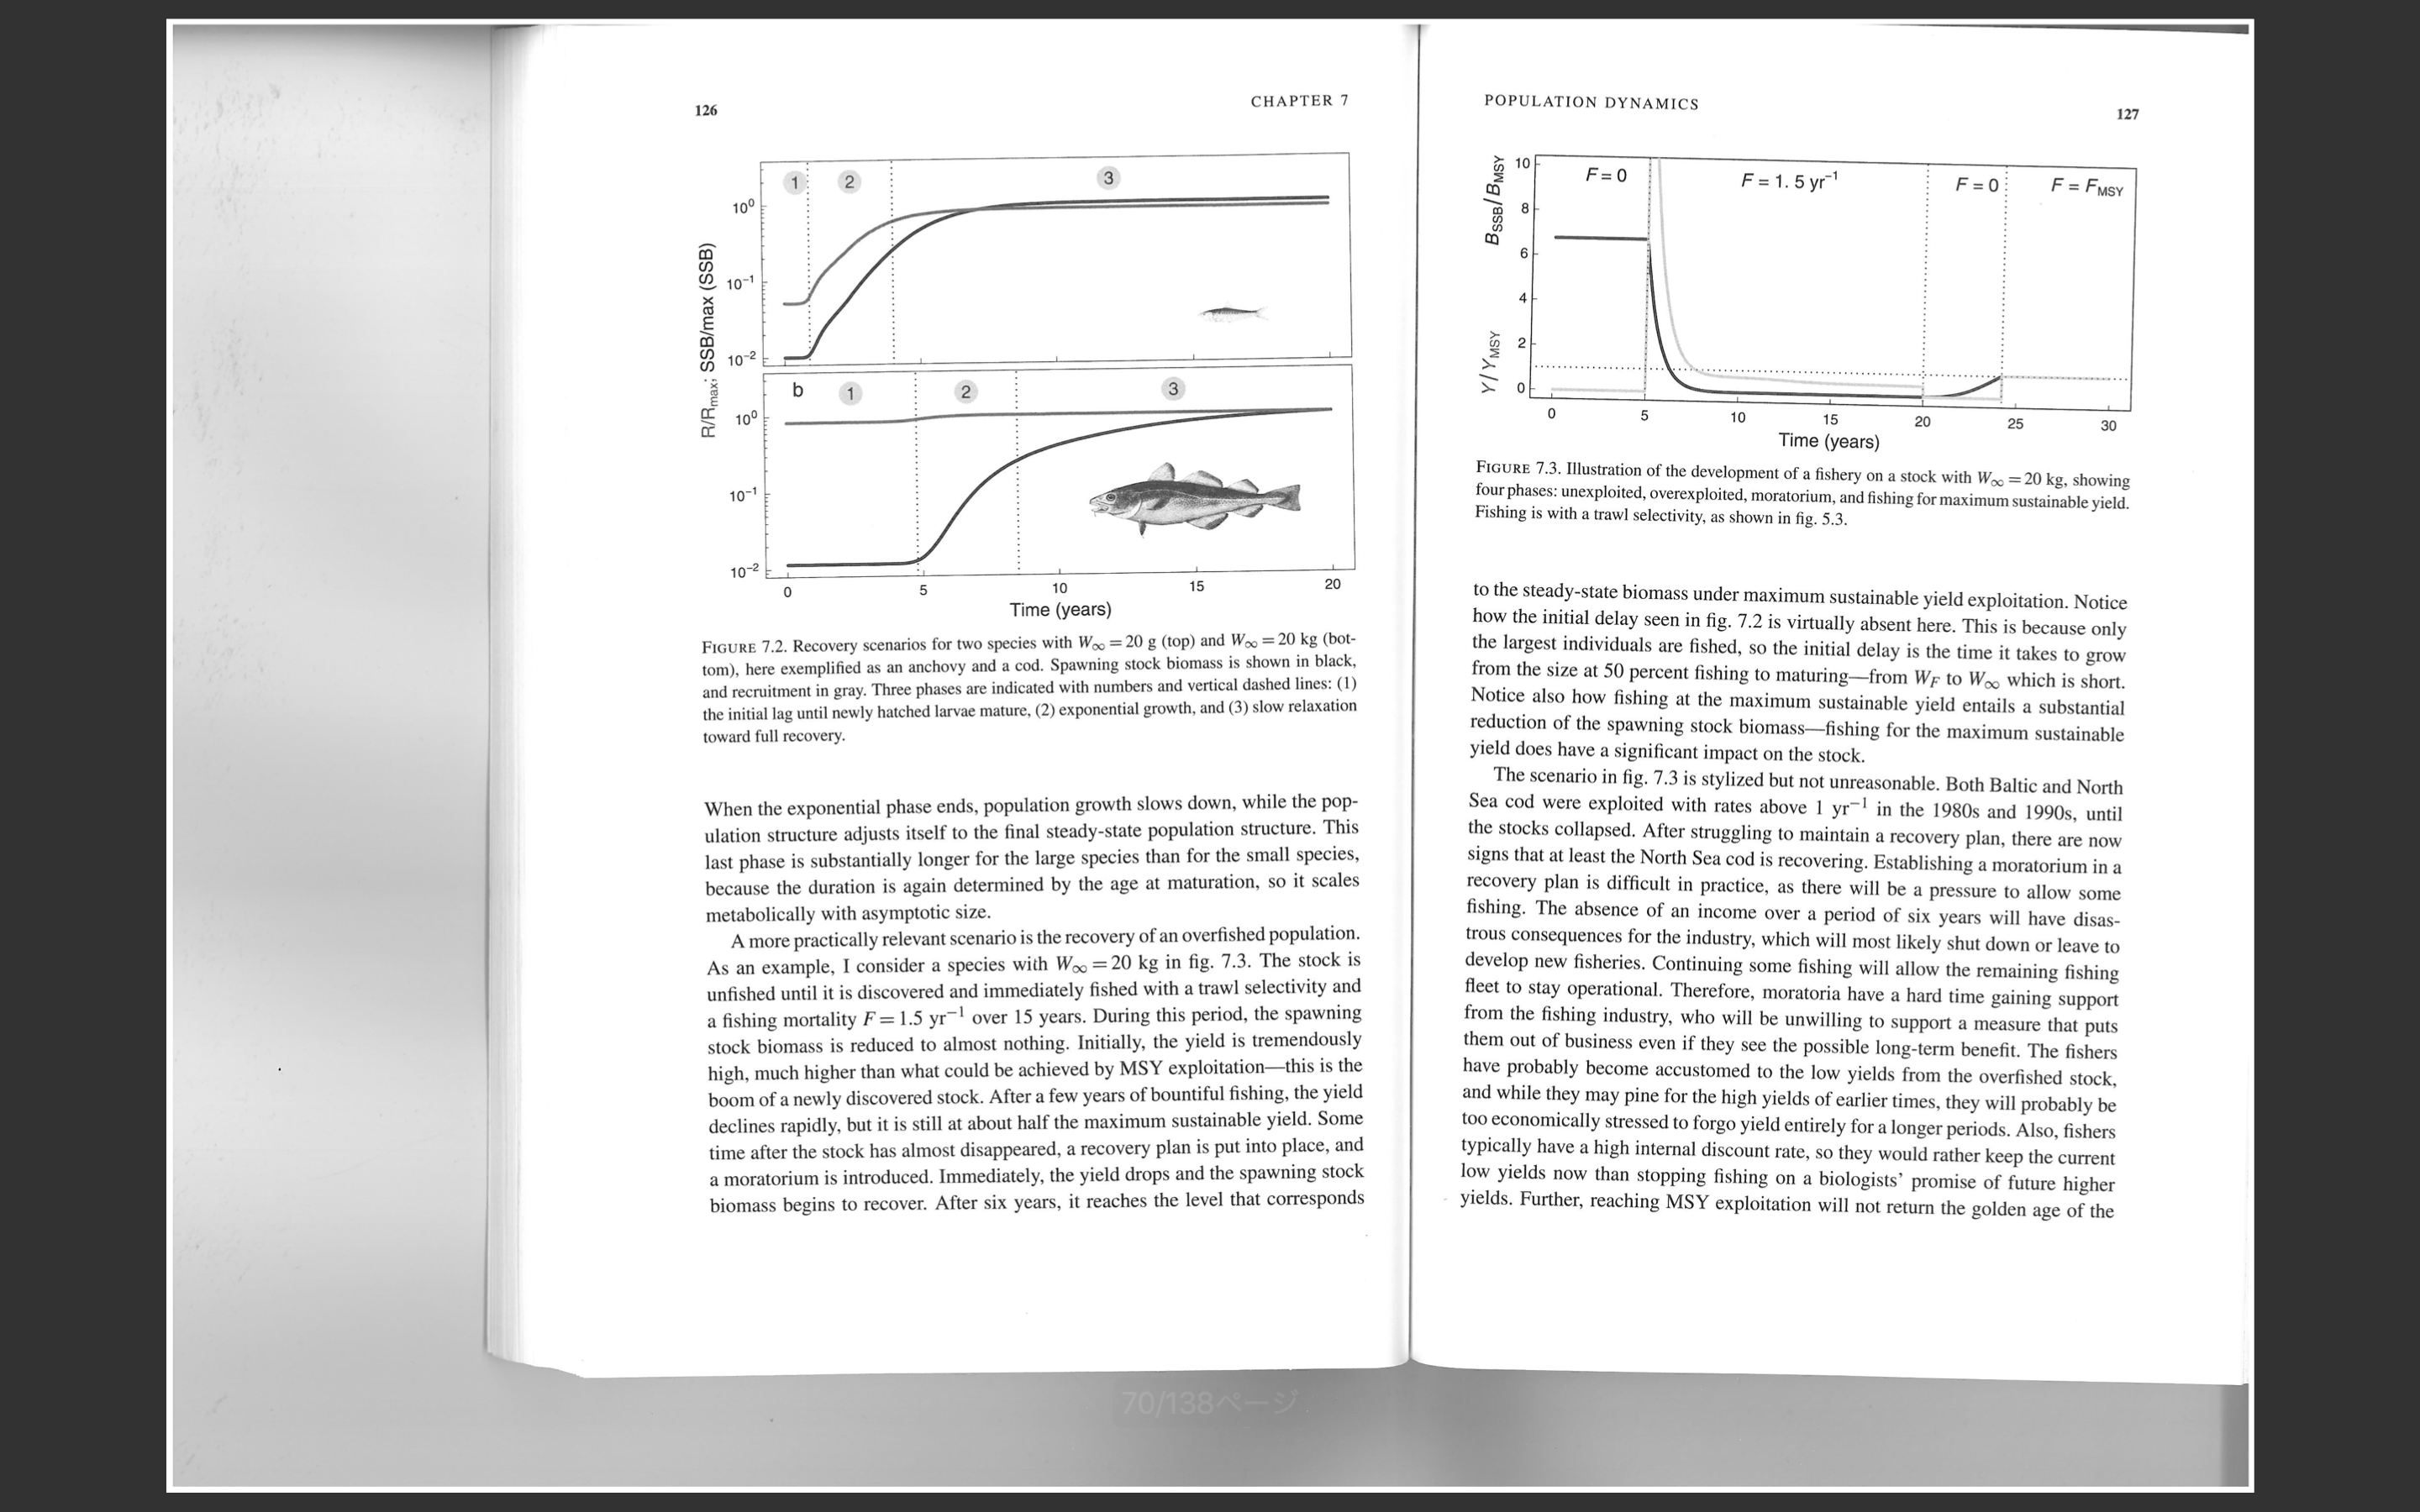 126
CHAPTER 7
R/Rmax; SSB/max (SSB)
1
2
3
10⁰
10⁻¹
10⁻²
b
1
2
3
10⁰
10⁻¹
10⁻²
0
5
10
15
20
Time (years)
FIGURE 7.2. Recovery scenarios for two species with W∞ = 20 g (top) and W∞ = 20 kg (bot-
tom), here exemplified as an anchovy and a cod. Spawning stock biomass is shown in black,
and recruitment in gray. Three phases are indicated with numbers and vertical dashed lines: (1)
the initial lag until newly hatched larvae mature, (2) exponential growth, and (3) slow relaxation
toward full recovery.
When the exponential phase ends, population growth slows down, while the pop-
ulation structure adjusts itself to the final steady-state population structure. This
last phase is substantially longer for the large species than for the small species,
because the duration is again determined by the age at maturation, so it scales
metabolically with asymptotic size.
A more practically relevant scenario is the recovery of an overfished population.
As an example, I consider a species with W∞ = 20 kg in fig. 7.3. The stock is
unfished until it is discovered and immediately fished with a trawl selectivity and
a fishing mortality F = 1.5 yr⁻¹ over 15 years. During this period, the spawning
stock biomass is reduced to almost nothing. Initially, the yield is tremendously
high, much higher than what could be achieved by MSY exploitation—this is the
boom of a newly discovered stock. After a few years of bountiful fishing, the yield
declines rapidly, but it is still at about half the maximum sustainable yield. Some
time after the stock has almost disappeared, a recovery plan is put into place, and
a moratorium is introduced. Immediately, the yield drops and the spawning stock
biomass begins to recover. After six years, it reaches the level that corresponds
POPULATION DYNAMICS
127
BSSB/BMSY
Y/YMSY
10
8
6
4
2
0
F = 0
F = 1. 5 yr⁻¹
F = 0
F = FMSY
0
5
10
15
20
25
30
Time (years)
FIGURE 7.3. Illustration of the development of a fishery on a stock with W∞ = 20 kg, showing
four phases: unexploited, overexploited, moratorium, and fishing for maximum sustainable yield.
Fishing is with a trawl selectivity, as shown in fig. 5.3.
to the steady-state biomass under maximum sustainable yield exploitation. Notice
how the initial delay seen in fig. 7.2 is virtually absent here. This is because only
the largest individuals are fished, so the initial delay is the time it takes to grow
from the size at 50 percent fishing to maturing—from WF to W∞ which is short.
Notice also how fishing at the maximum sustainable yield entails a substantial
reduction of the spawning stock biomass—fishing for the maximum sustainable
yield does have a significant impact on the stock.
The scenario in fig. 7.3 is stylized but not unreasonable. Both Baltic and North
Sea cod were exploited with rates above 1 yr⁻¹ in the 1980s and 1990s, until
the stocks collapsed. After struggling to maintain a recovery plan, there are now
signs that at least the North Sea cod is recovering. Establishing a moratorium in a
recovery plan is difficult in practice, as there will be a pressure to allow some
fishing. The absence of an income over a period of six years will have disas-
trous consequences for the industry, which will most likely shut down or leave to
develop new fisheries. Continuing some fishing will allow the remaining fishing
fleet to stay operational. Therefore, moratoria have a hard time gaining support
from the fishing industry, who will be unwilling to support a measure that puts
them out of business even if they see the possible long-term benefit. The fishers
have probably become accustomed to the low yields from the overfished stock,
and while they may pine for the high yields of earlier times, they will probably be
too economically stressed to forgo yield entirely for a longer periods. Also, fishers
typically have a high internal discount rate, so they would rather keep the current
low yields now than stopping fishing on a biologists’ promise of future higher
yields. Further, reaching MSY exploitation will not return the golden age of the
70/138ページ